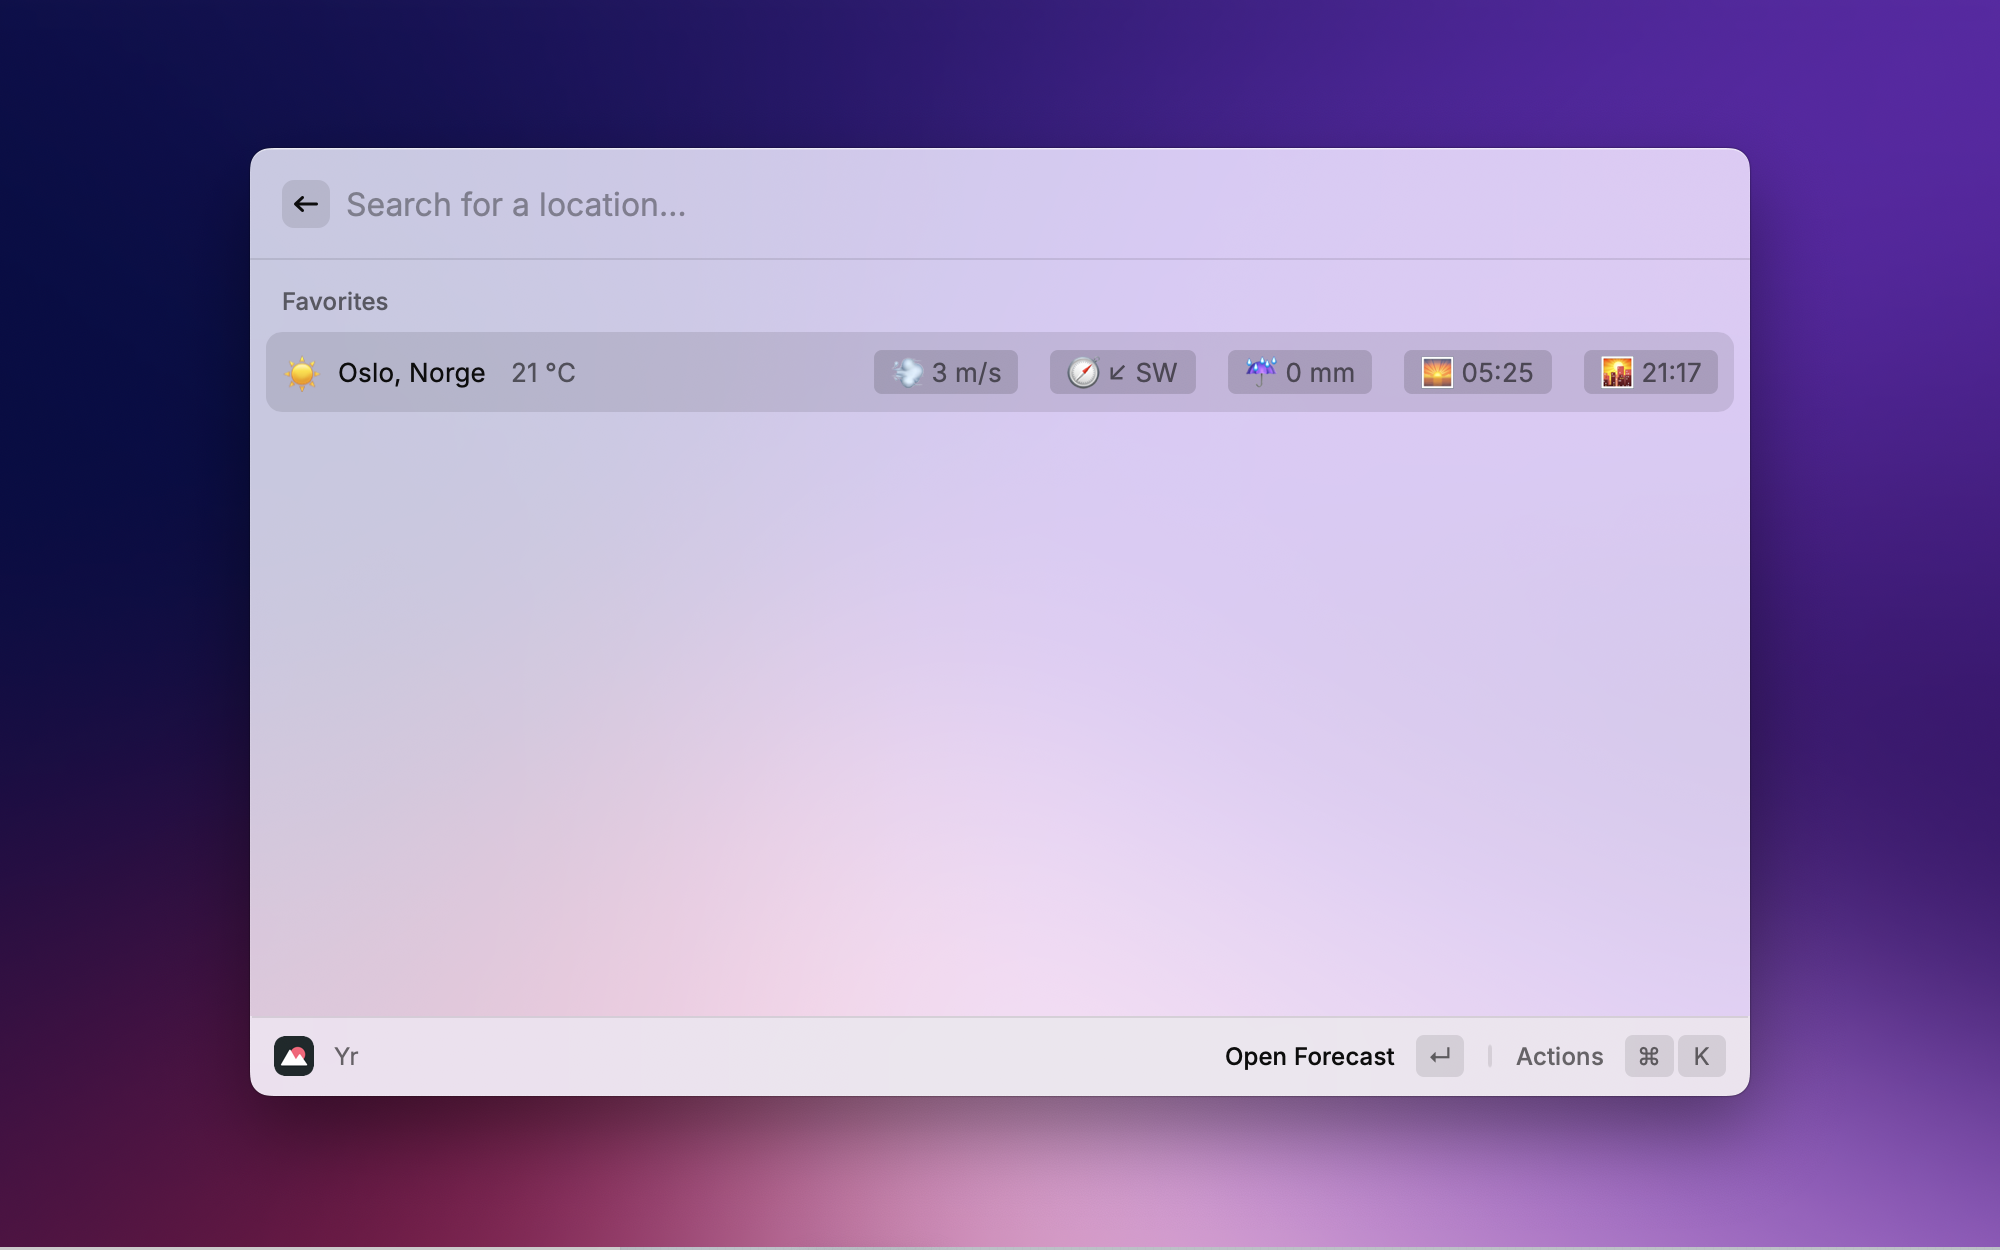 Search for a location...
Favorites
Oslo, Norge 21 °C 3 m/s ↙ SW 0 mm 05:25 21:17
Yr Open Forecast ↵ Actions ⌘ K